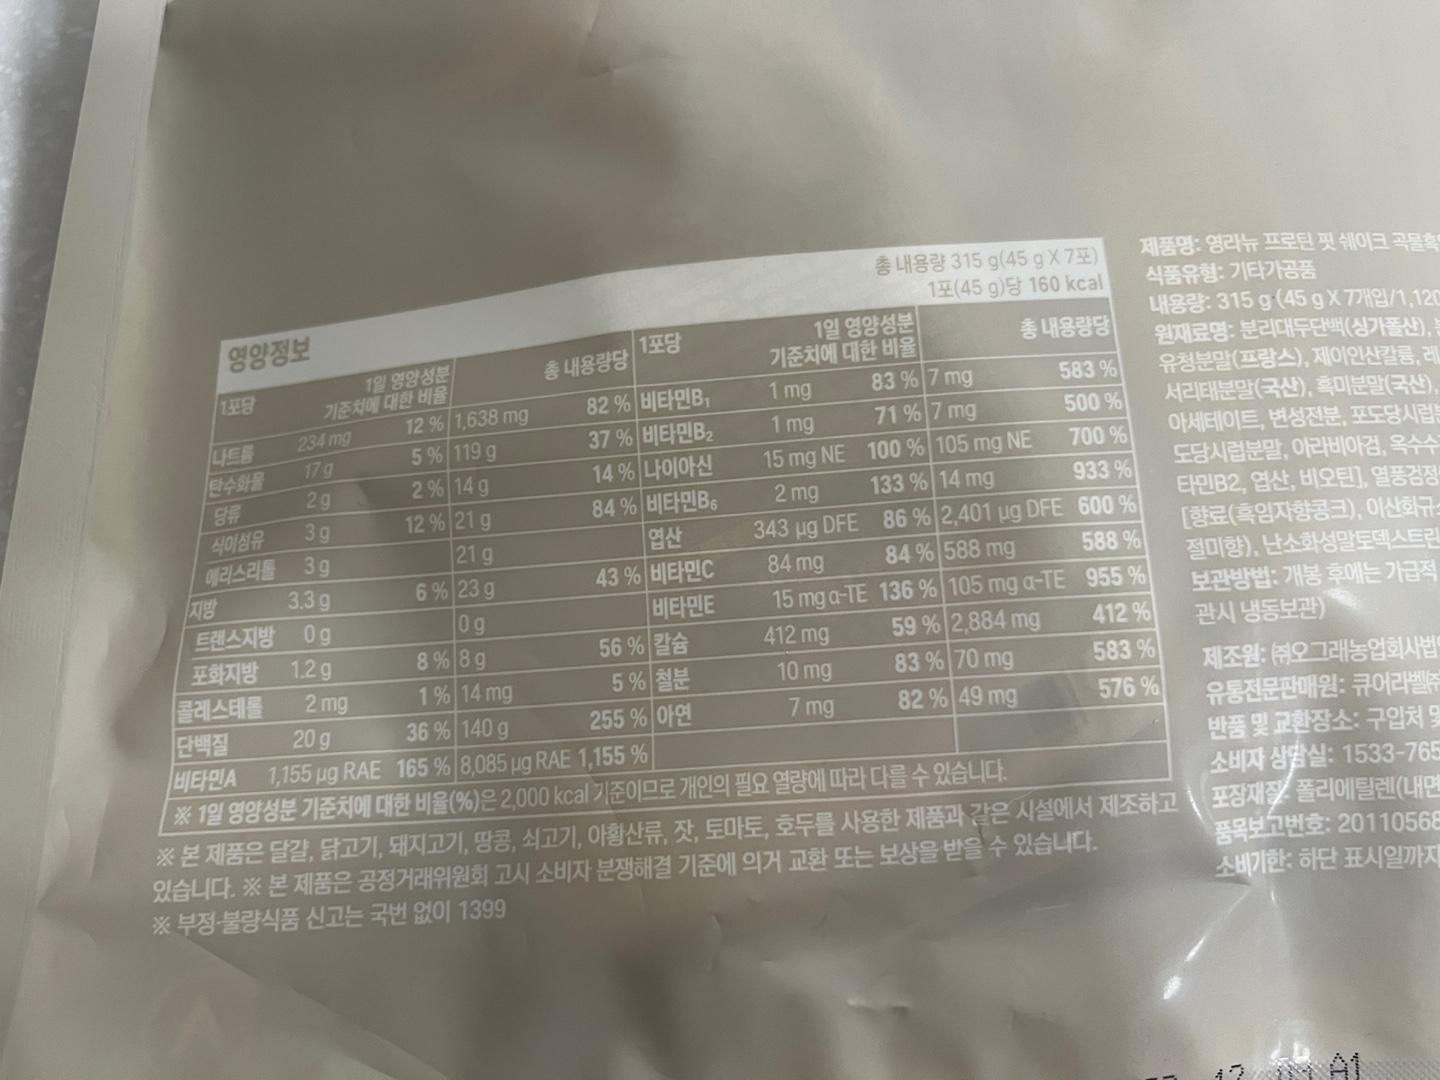 영양정보
총 내용량 315 g(45 g X 7포)
1포(45 g)당 160 kcal
1포당 1일 영양성분 기준치에 대한 비율 총 내용량당 1포당 1일 영양성분 기준치에 대한 비율 총 내용량당
나트륨 234 mg 12 % 1,638 mg 82 % 비타민B₁ 1 mg 83 % 7 mg 583 %
탄수화물 17 g 5 % 119 g 37 % 비타민B₂ 1 mg 71 % 7 mg 500 %
당류 2 g 2 % 14 g 14 % 나이아신 15 mg NE 100 % 105 mg NE 700 %
식이섬유 3 g 12 % 21 g 84 % 비타민B₆ 2 mg 133 % 14 mg 933 %
에리스리톨 3 g 21 g 엽산 343 μg DFE 86 % 2,401 μg DFE 600 %
지방 3.3 g 6 % 23 g 43 % 비타민C 84 mg 84 % 588 mg 588 %
트랜스지방 0 g 0 g 비타민E 15 mg α-TE 136 % 105 mg α-TE 955 %
포화지방 1.2 g 8 % 8 g 56 % 칼슘 412 mg 59 % 2,884 mg 412 %
콜레스테롤 2 mg 1 % 14 mg 5 % 철분 10 mg 83 % 70 mg 583 %
단백질 20 g 36 % 140 g 255 % 아연 7 mg 82 % 49 mg 576 %
비타민A 1,155 μg RAE 165 % 8,085 μg RAE 1,155 %
※ 1일 영양성분 기준치에 대한 비율(%)은 2,000 kcal 기준이므로 개인의 필요 열량에 따라 다를 수 있습니다.
※ 본 제품은 달걀, 닭고기, 돼지고기, 땅콩, 쇠고기, 아황산류, 잣, 토마토, 호두를 사용한 제품과 같은 시설에서 제조하고
있습니다. ※ 본 제품은 공정거래위원회 고시 소비자 분쟁해결 기준에 의거 교환 또는 보상을 받을 수 있습니다.
※ 부정·불량식품 신고는 국번 없이 1399
제품명: 영라뉴 프로틴 핏 쉐이크 곡물
식품유형: 기타가공품
내용량: 315 g (45 g X 7개입/1,120
원재료명: 분리대두단백(싱가폴산),
유청분말(프랑스), 제이인산칼륨,
서리태분말(국산), 흑미분말(국산),
아세테이트, 변성전분, 포도당시럽
도당시럽분말, 아라비아검, 옥수수
타민B2, 엽산, 비오틴], 열풍검정
[향료(흑임자향콩크), 이산화규
절미향), 난소화성말토덱스트린
보관방법: 개봉 후에는 가급적
관시 냉동보관)
제조원: ㈜오그래농업회사법
유통전문판매원: 큐어라벨㈜
반품 및 교환장소: 구입처 및
소비자 상담실: 1533-765
포장재질: 폴리에틸렌(내면
품목보고번호: 20110568
소비기한: 하단 표시일까지
A1